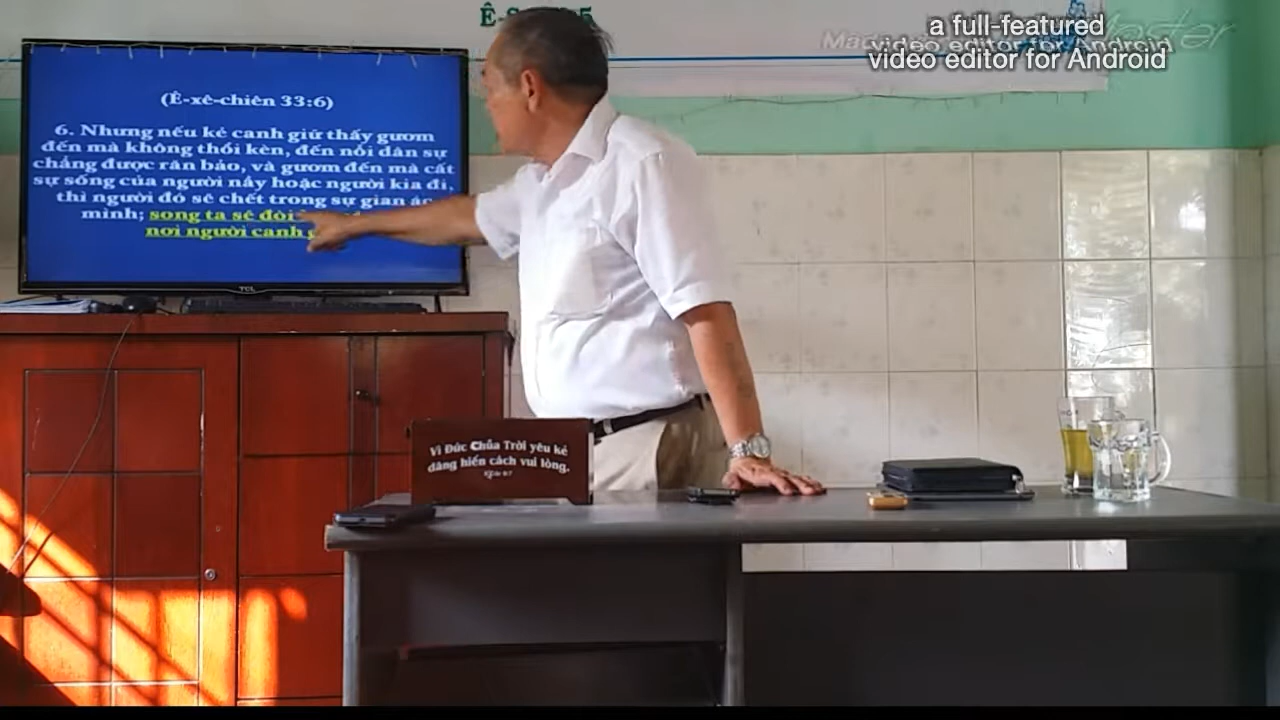 a full-featured
video editor for Android
(Ê-xê-chiên 33:6)
6. Nhưng nếu kẻ canh giữ thấy gươm
đến mà không thổi kèn, đến nỗi dân sự
chẳng được răn bảo, và gươm đến mà cất
sự sống của người nầy hoặc người kia đi,
thì người đó sẽ chết trong sự gian ác
mình; song ta sẽ đòi
nơi người canh
TCL
Vì Đức Chúa Trời yêu kẻ
dâng hiến cách vui lòng.